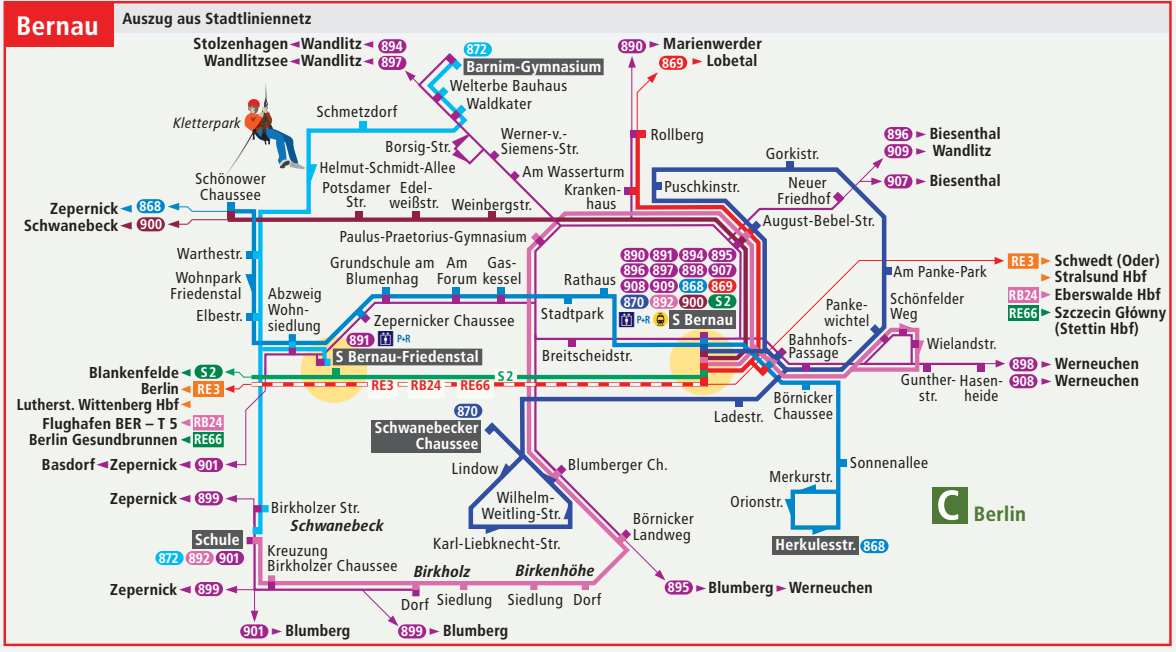 Bernau
Auszug aus Stadtliniennetz
Stolzenhagen Wandlitz 894
Wandlitzsee Wandlitz 897
872
Barnim-Gymnasium
Welterbe Bauhaus
Waldkater
890 Marienwerder
869 Lobetal
Kletterpark
Schmetzdorf
Borsig-Str.
Werner-v.-
Siemens-Str.
Rollberg
896 Biesenthal
909 Wandlitz
907 Biesenthal
Gorkistr.
Helmut-Schmidt-Allee
Am Wasserturm
Schönower
Chaussee
Potsdamer
Str.
Edel-
weißstr.
Weinbergstr.
Kranken-
haus
Puschkinstr.
Neuer
Friedhof
August-Bebel-Str.
Zepernick 868
Schwanebeck 900
Paulus-Praetorius-Gymnasium
Warthestr.
Wohnpark
Friedenstal
Elbestr.
Abzweig
Wohn-
siedlung
Grundschule am
Blumenhag
Am
Forum
Gas-
kessel
Rathaus
Stadtpark
890 891 894 895
896 897 898 907
908 909 868 869
870 892 900 S2
P+R S Bernau
Am Panke-Park
RE3 Schwedt (Oder)
Stralsund Hbf
RB24 Eberswalde Hbf
RE66 Szczecin Główny
(Stettin Hbf)
Panke-
wichtel
Schönfelder
Weg
Zepernicker Chaussee
891 P+R
S Bernau-Friedenstal
Breitscheidstr.
Bahnhofs-
Passage
Wielandstr.
898 Werneuchen
908 Werneuchen
Gunther-
str.
Hasen-
heide
Blankenfelde S2
S2
Berlin RE3
RE3 RB24 RE66
Lutherst. Wittenberg Hbf
Flughafen BER – T 5 RB24
Berlin Gesundbrunnen RE66
Basdorf Zepernick 901
870
Schwanebecker
Chaussee
Ladestr.
Börnicker
Chaussee
Lindow
Blumberger Ch.
Sonnenallee
Merkurstr.
Orionstr.
Herkulesstr. 868
Wilhelm-
Weitling-Str.
Karl-Liebknecht-Str.
Börnicker
Landweg
C Berlin
Zepernick 899
Birkholzer Str.
Schwanebeck
Schule
872 892 901
Kreuzung
Birkholzer Chaussee
Birkholz
Birkenhöhe
Zepernick 899
Dorf
Siedlung
Siedlung
Dorf
895 Blumberg Werneuchen
901 Blumberg
899 Blumberg